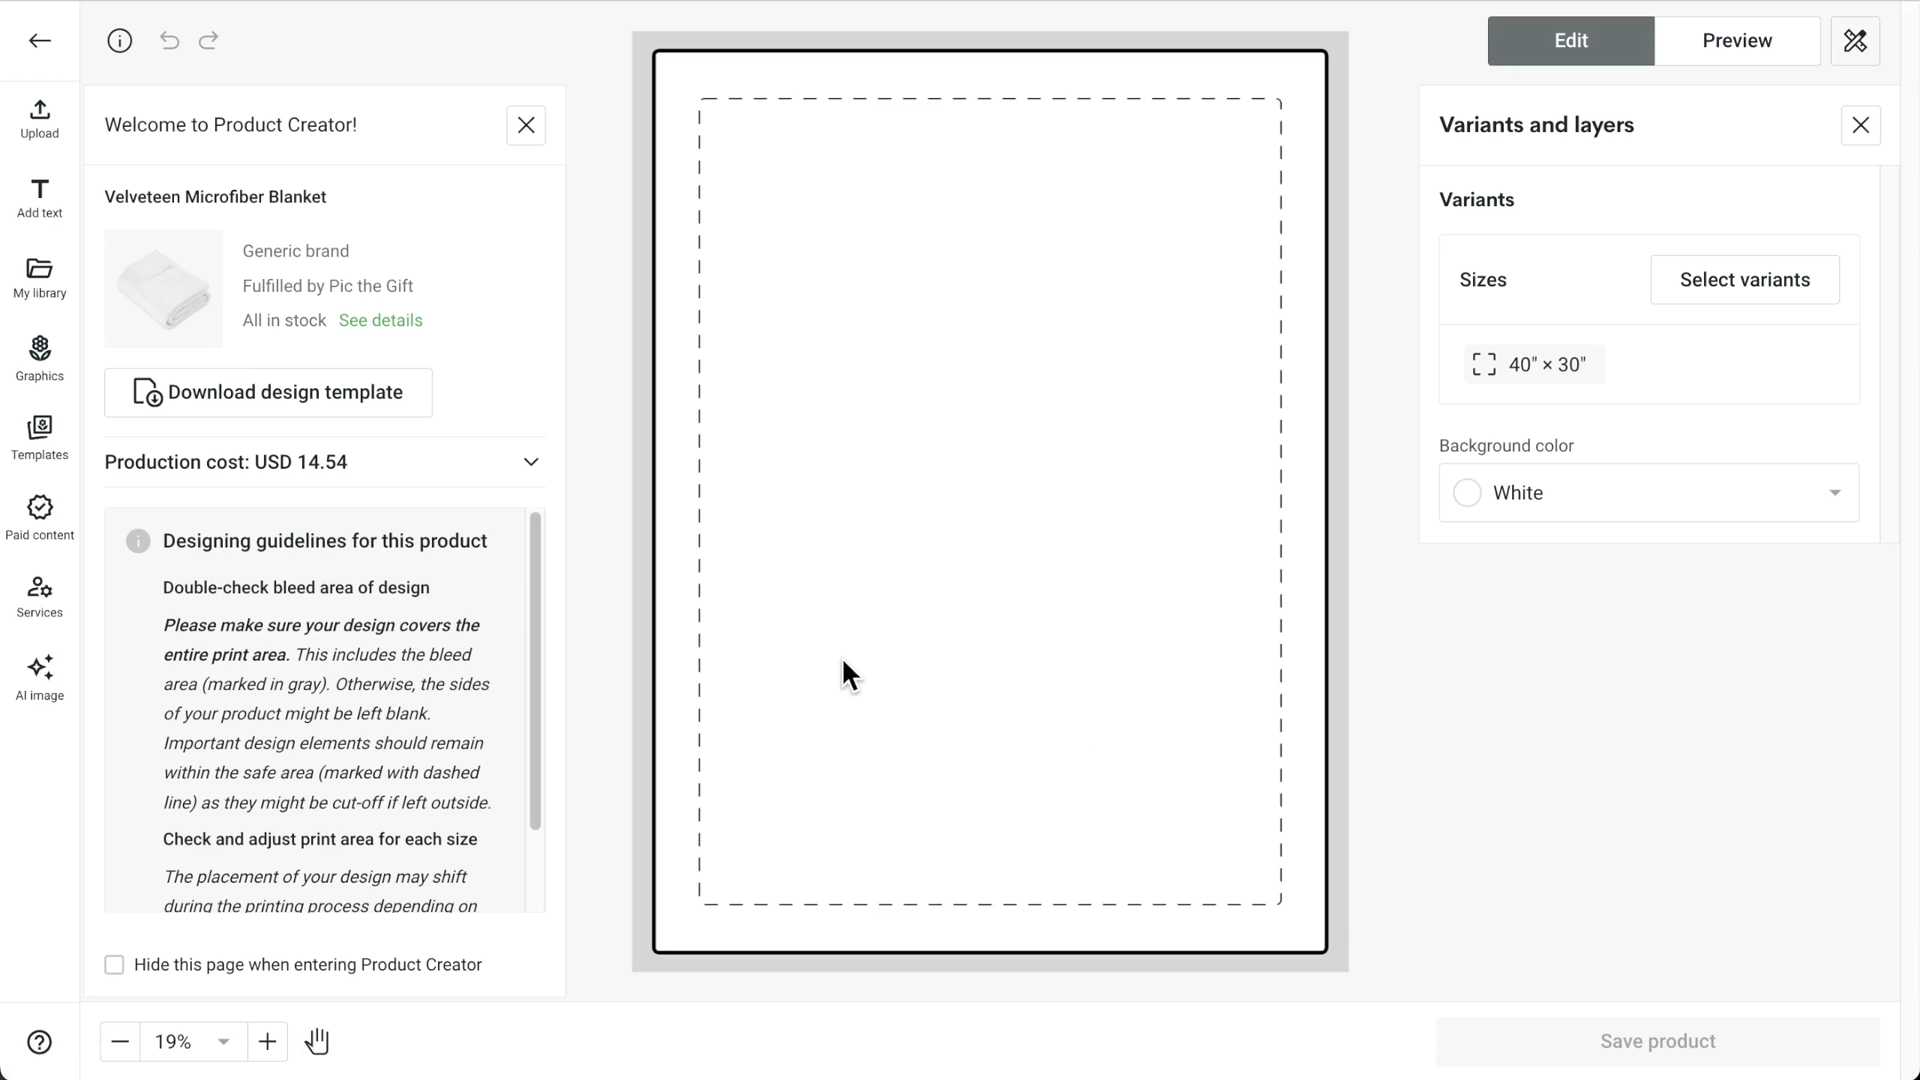 Edit
Preview
Upload
Add text
My library
Graphics
Templates
Paid content
Services
AI image
Welcome to Product Creator!
Velveteen Microfiber Blanket
Generic brand
Fulfilled by Pic the Gift
All in stock See details
Download design template
Production cost: USD 14.54
Designing guidelines for this product
Double-check bleed area of design
Please make sure your design covers the
entire print area. This includes the bleed
area (marked in gray). Otherwise, the sides
of your product might be left blank.
Important design elements should remain
within the safe area (marked with dashed
line) as they might be cut-off if left outside.
Check and adjust print area for each size
The placement of your design may shift
during the printing process depending on
Hide this page when entering Product Creator
Variants and layers
Variants
Sizes
Select variants
40" × 30"
Background color
White
19%
Save product